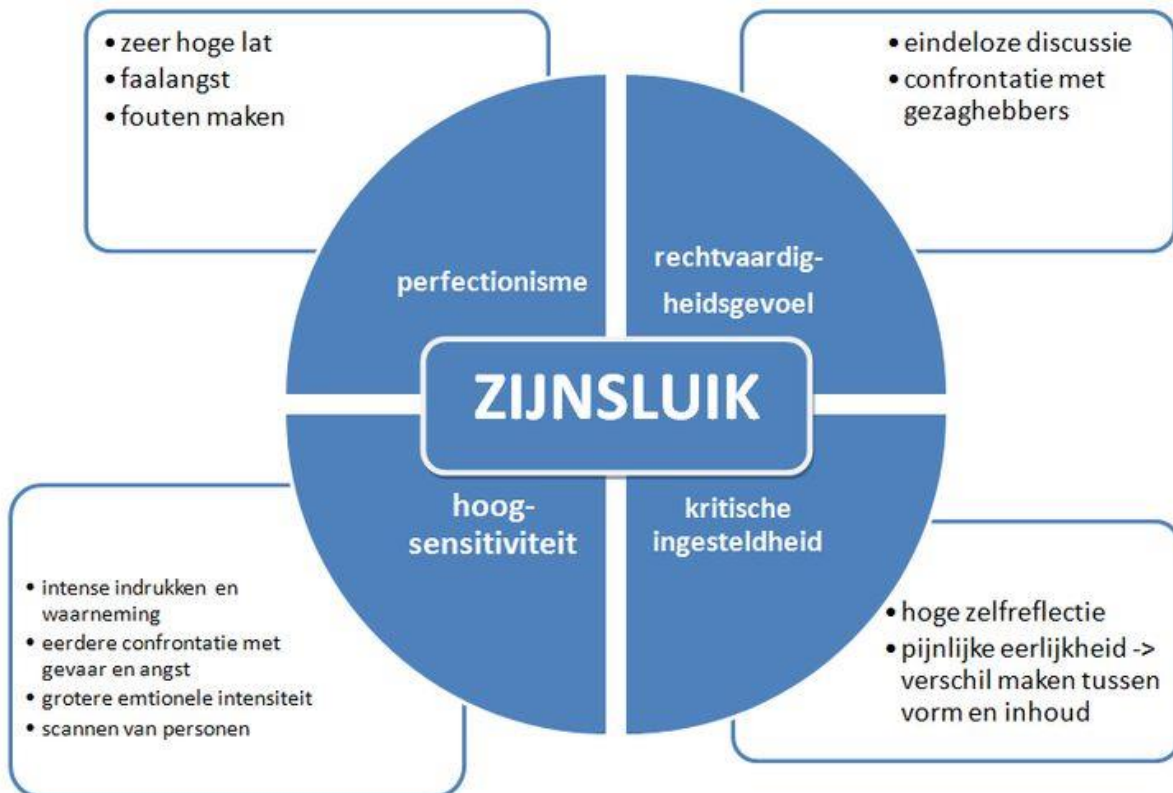 • zeer hoge lat
• faalangst
• fouten maken
• eindeloze discussie
• confrontatie met
gezaghebbers
perfectionisme
rechtvaardig-
heidsgevoel
ZIJNSLUIK
hoog-
sensitiviteit
kritische
ingesteldheid
• intense indrukken en
waarneming
• eerdere confrontatie met
gevaar en angst
• grotere emtionele intensiteit
• scannen van personen
• hoge zelfreflectie
• pijnlijke eerlijkheid ->
verschil maken tussen
vorm en inhoud